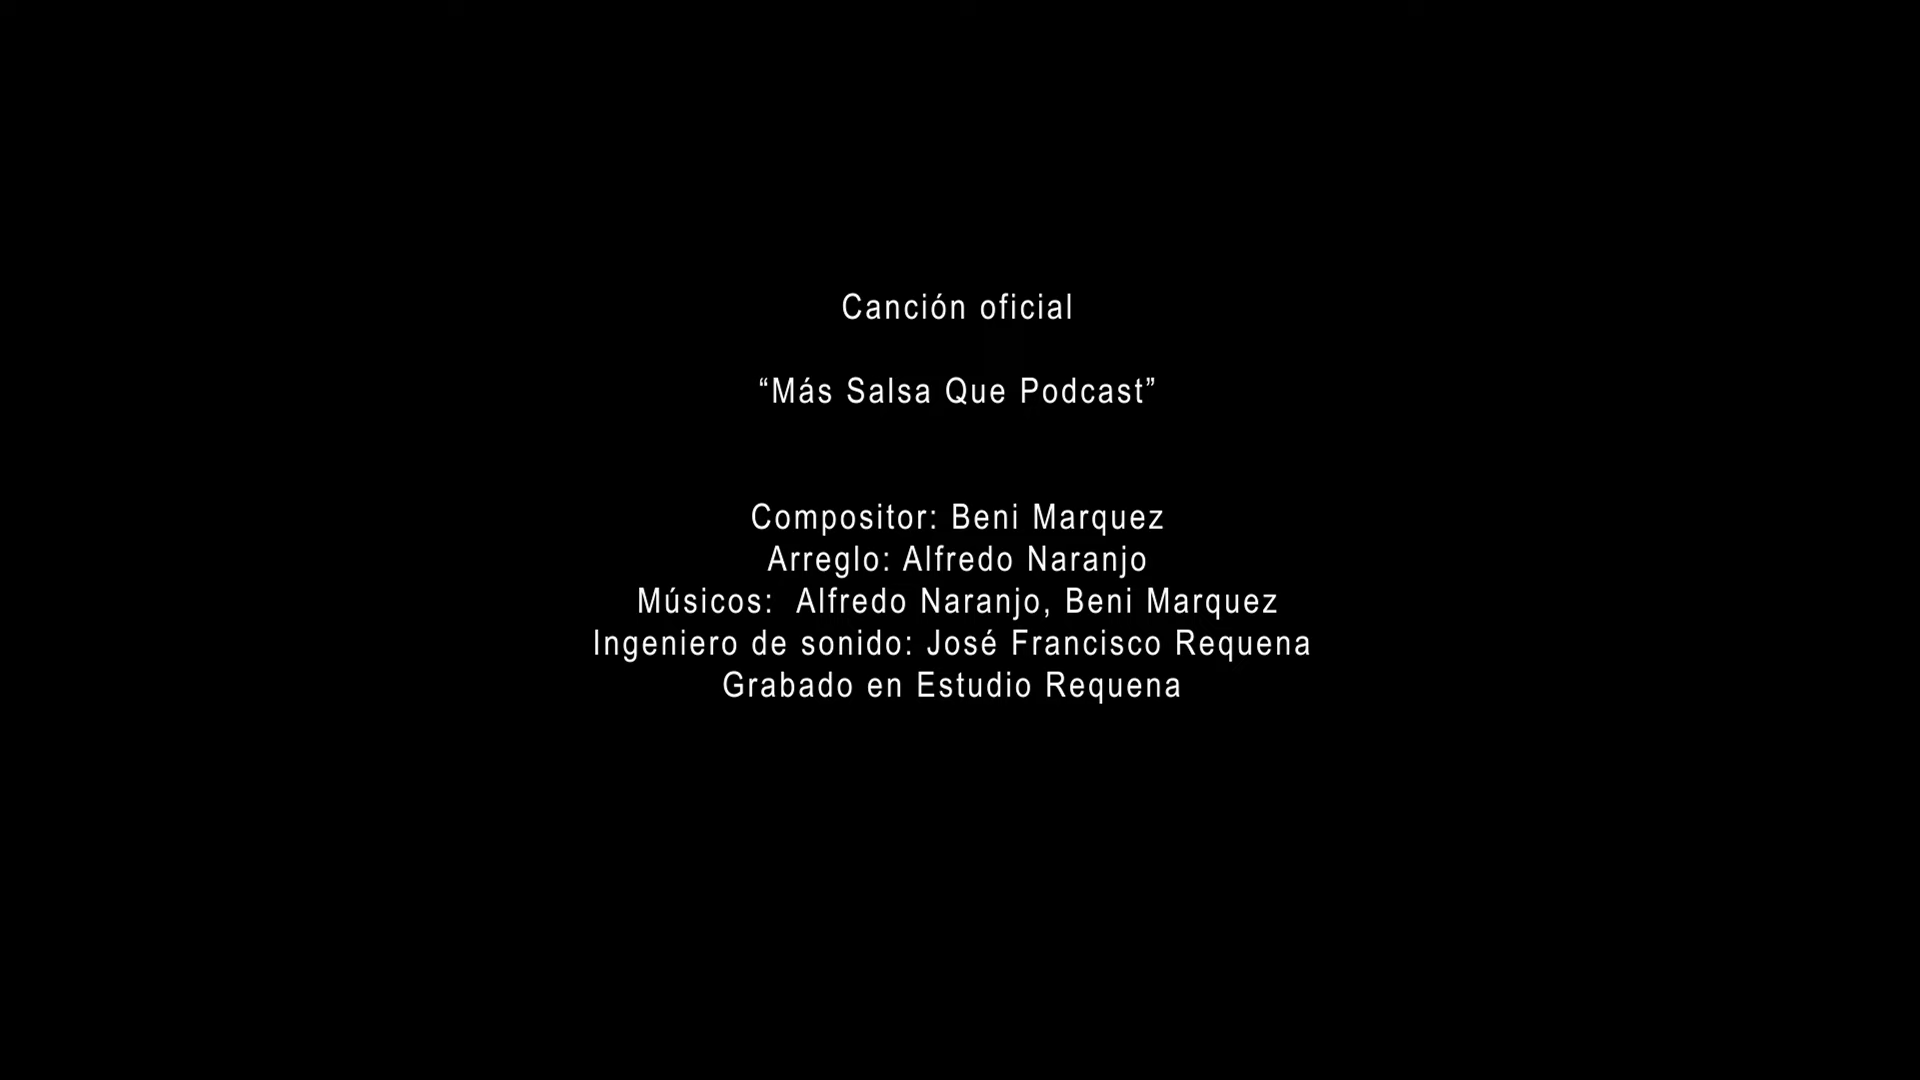 Canción oficial
“Más Salsa Que Podcast”
Compositor: Beni Marquez
Arreglo: Alfredo Naranjo
Músicos:  Alfredo Naranjo, Beni Marquez
Ingeniero de sonido: José Francisco Requena
Grabado en Estudio Requena